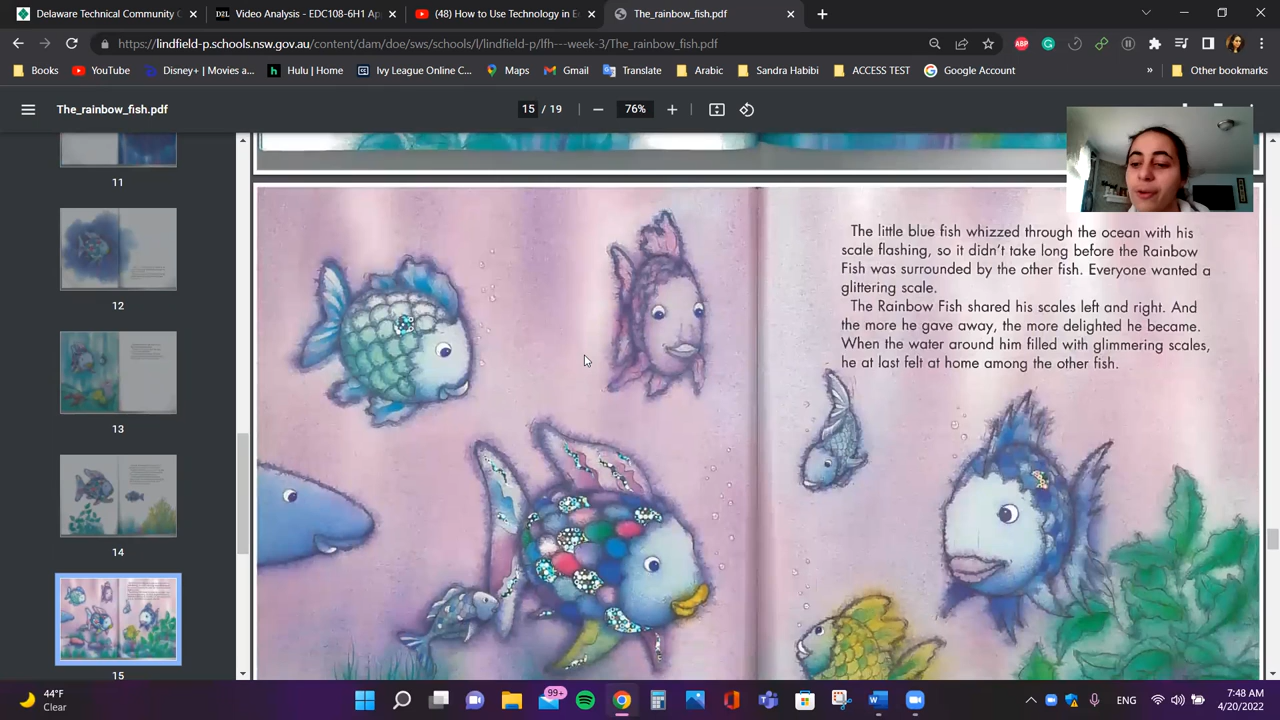 Delaware Technical Community C
D2L Video Analysis - EDC108-6H1 Ap
(48) How to Use Technology in E
The_rainbow_fish.pdf
https://lindfield-p.schools.nsw.gov.au/content/dam/doe/sws/schools/l/lindfield-p/lfh---week-3/The_rainbow_fish.pdf
ABP
Books
YouTube
Disney+ | Movies a...
h Hulu | Home
Ivy League Online C...
Maps
Gmail
Translate
Arabic
Sandra Habibi
ACCESS TEST
Google Account
»
Other bookmarks
The_rainbow_fish.pdf
15 / 19
76%
11
12
13
14
15
The little blue fish whizzed through the ocean with his
scale flashing, so it didn't take long before the Rainbow
Fish was surrounded by the other fish. Everyone wanted a
glittering scale.
The Rainbow Fish shared his scales left and right. And
the more he gave away, the more delighted he became.
When the water around him filled with glimmering scales,
he at last felt at home among the other fish.
44°F
Clear
99+
ENG
7:48 AM
4/20/2022